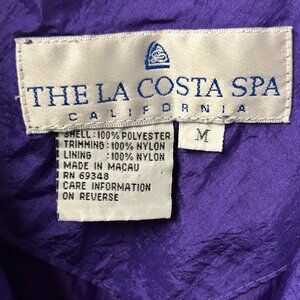 THE LA COSTA SPA
CALIFORNIA
SHELL:100% POLYESTER
TRIMMING:100% NYLON
LINING :100% NYLON
MADE IN MACAU
RN 69348
CARE INFORMATION
ON REVERSE
M